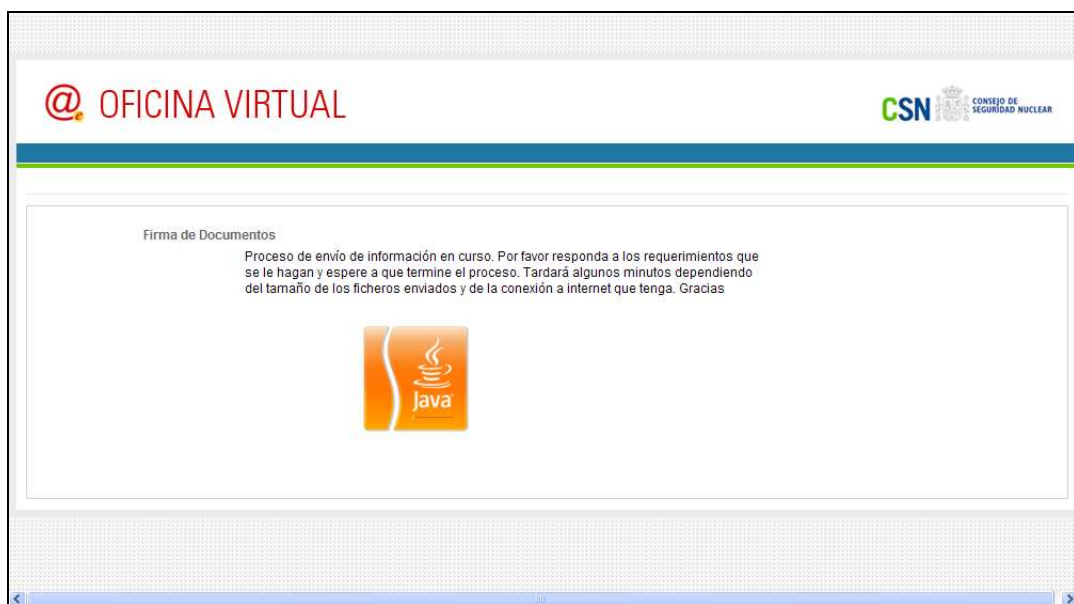 @e OFICINA VIRTUAL
CSN CONSEJO DE
SEGURIDAD NUCLEAR
Firma de Documentos
Proceso de envío de información en curso. Por favor responda a los requerimientos que
se le hagan y espere a que termine el proceso. Tardará algunos minutos dependiendo
del tamaño de los ficheros enviados y de la conexión a internet que tenga. Gracias
Java